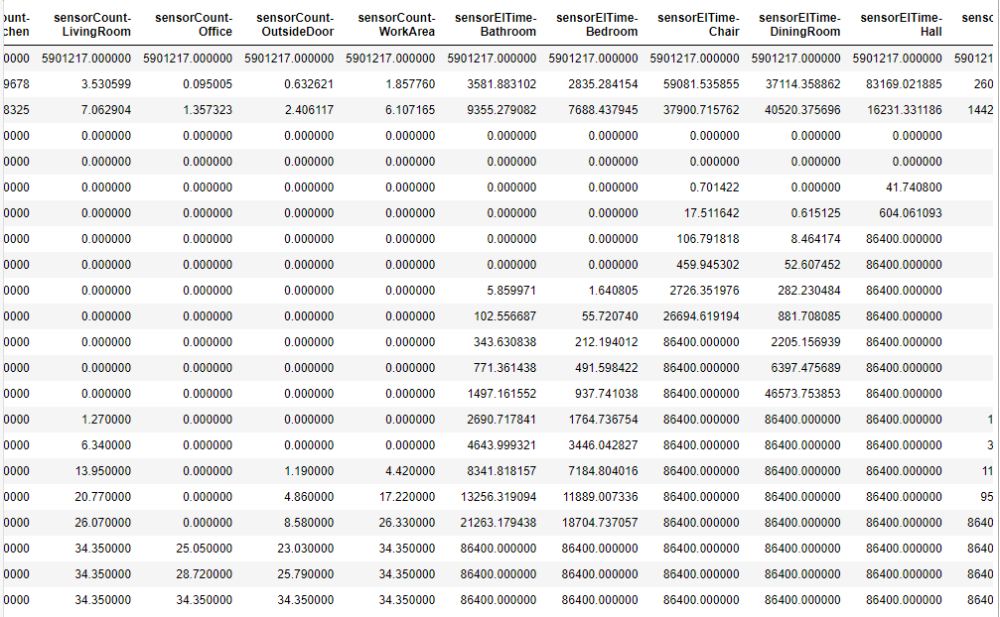 ount- sensorCount- sensorCount- sensorCount- sensorCount- sensorElTime- sensorElTime- sensorElTime- sensorElTime- sensorElTime- senso
chen LivingRoom Office OutsideDoor WorkArea Bathroom Bedroom Chair DiningRoom Hall
0000 5901217.000000 5901217.000000 5901217.000000 5901217.000000 5901217.000000 5901217.000000 5901217.000000 5901217.000000 5901217.000000 590121
9678 3.530599 0.095005 0.632621 1.857760 3581.883102 2835.284154 59081.535855 37114.358862 83169.021885 260
8325 7.062904 1.357323 2.406117 6.107165 9355.279082 7688.437945 37900.715762 40520.375696 16231.331186 1442
0000 0.000000 0.000000 0.000000 0.000000 0.000000 0.000000 0.000000 0.000000 0.000000
0000 0.000000 0.000000 0.000000 0.000000 0.000000 0.000000 0.000000 0.000000 0.000000
0000 0.000000 0.000000 0.000000 0.000000 0.000000 0.000000 0.701422 0.000000 41.740800
0000 0.000000 0.000000 0.000000 0.000000 0.000000 0.000000 17.511642 0.615125 604.061093
0000 0.000000 0.000000 0.000000 0.000000 0.000000 0.000000 106.791818 8.464174 86400.000000
0000 0.000000 0.000000 0.000000 0.000000 0.000000 0.000000 459.945302 52.607452 86400.000000
0000 0.000000 0.000000 0.000000 0.000000 5.859971 1.640805 2726.351976 282.230484 86400.000000
0000 0.000000 0.000000 0.000000 0.000000 102.556687 55.720740 26694.619194 881.708085 86400.000000
0000 0.000000 0.000000 0.000000 0.000000 343.630838 212.194012 86400.000000 2205.156939 86400.000000
0000 0.000000 0.000000 0.000000 0.000000 771.361438 491.598422 86400.000000 6397.475689 86400.000000
0000 0.000000 0.000000 0.000000 0.000000 1497.161552 937.741038 86400.000000 46573.753853 86400.000000
0000 1.270000 0.000000 0.000000 0.000000 2690.717841 1764.736754 86400.000000 86400.000000 86400.000000 1
0000 6.340000 0.000000 0.000000 0.000000 4643.999321 3446.042827 86400.000000 86400.000000 86400.000000 3
0000 13.950000 0.000000 1.190000 4.420000 8341.818157 7184.804016 86400.000000 86400.000000 86400.000000 11
0000 20.770000 0.000000 4.860000 17.220000 13256.319094 11889.007336 86400.000000 86400.000000 86400.000000 95
0000 26.070000 0.000000 8.580000 26.330000 21263.179438 18704.737057 86400.000000 86400.000000 86400.000000 8640
0000 34.350000 25.050000 23.030000 34.350000 86400.000000 86400.000000 86400.000000 86400.000000 86400.000000 8640
0000 34.350000 28.720000 25.790000 34.350000 86400.000000 86400.000000 86400.000000 86400.000000 86400.000000 8640
0000 34.350000 34.350000 34.350000 34.350000 86400.000000 86400.000000 86400.000000 86400.000000 86400.000000 8640